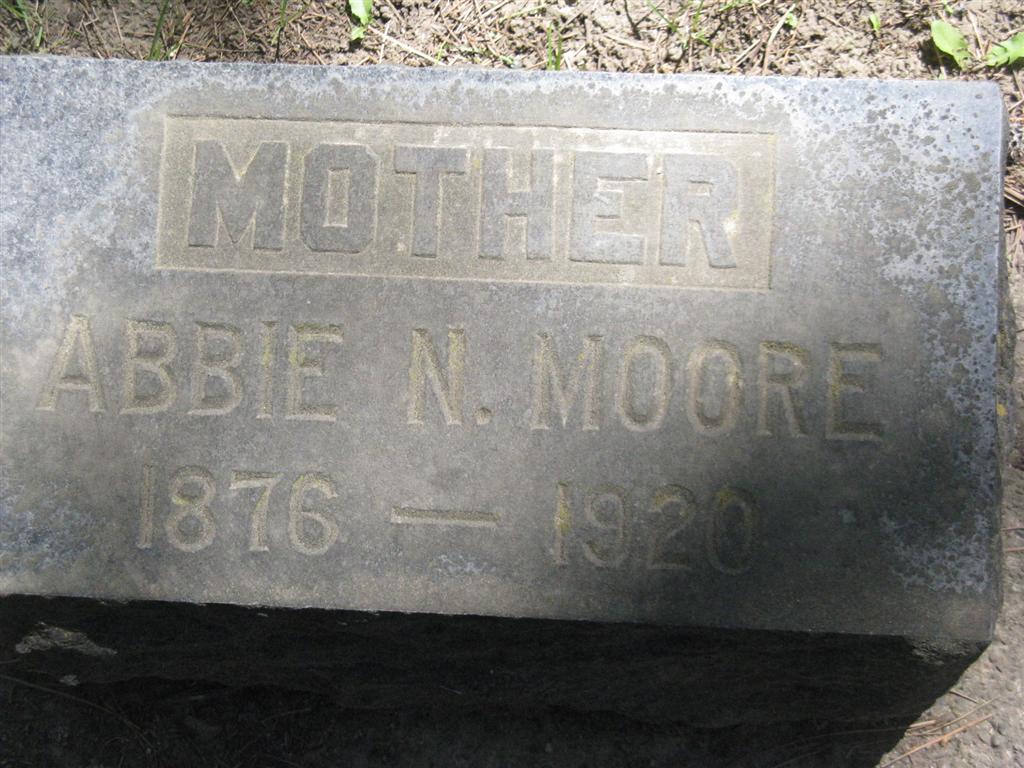 MOTHER
ABBIE N. MOORE
1876 — 1920